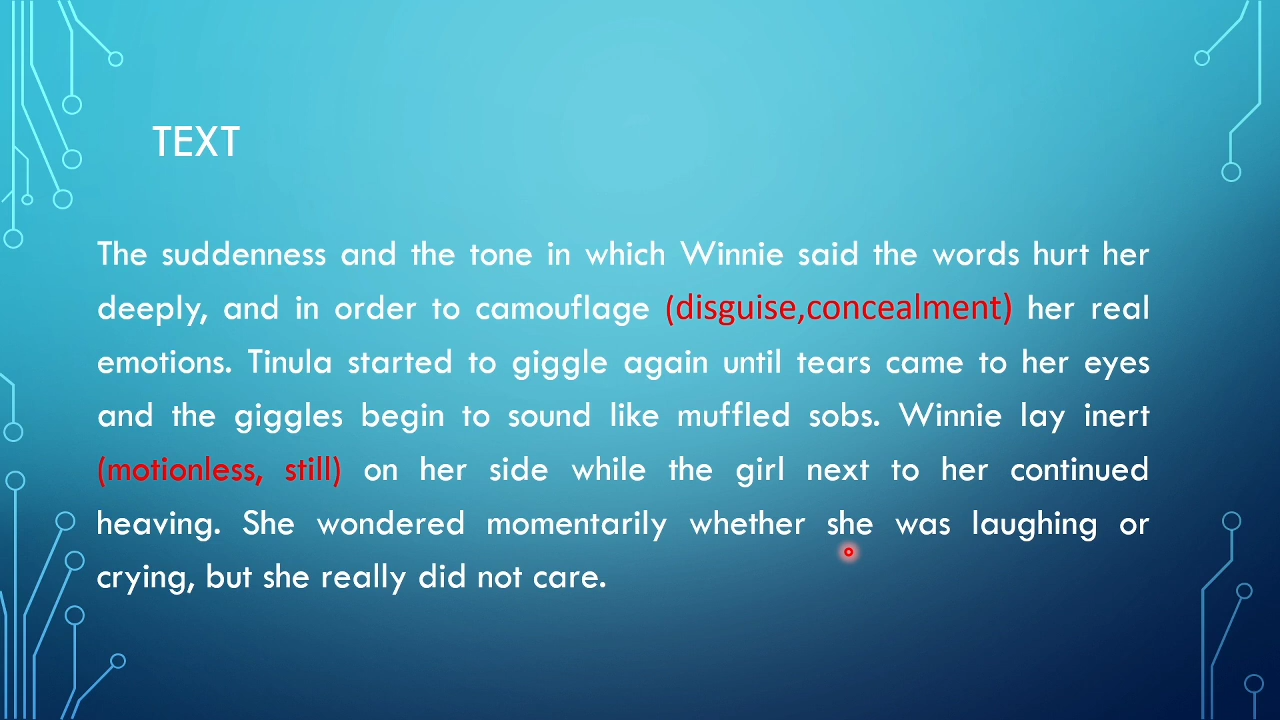 TEXT
The suddenness and the tone in which Winnie said the words hurt her
deeply, and in order to camouflage (disguise,concealment) her real
emotions. Tinula started to giggle again until tears came to her eyes
and the giggles begin to sound like muffled sobs. Winnie lay inert
(motionless, still) on her side while the girl next to her continued
heaving. She wondered momentarily whether she was laughing or
crying, but she really did not care.